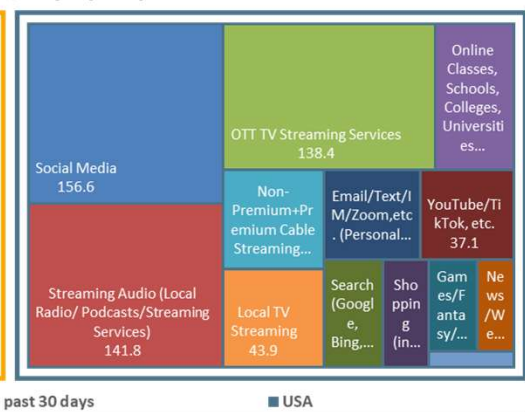 Social Media
156.6
Streaming Audio (Local
Radio/ Podcasts/Streaming
Services)
141.8
OTT TV Streaming Services
138.4
Online
Classes,
Schools,
Colleges,
Universiti
es...
Non-
Premium+Pr
emium Cable
Streaming...
Email/Text/I
M/Zoom,etc
. (Personal...
YouTube/Ti
kTok, etc.
37.1
Local TV
Streaming
43.9
Search
(Googl
e,
Bing,...
Sho
ppin
g
(in...
Gam
es/F
anta
sy/...
Ne
ws
/W
e...
past 30 days
USA